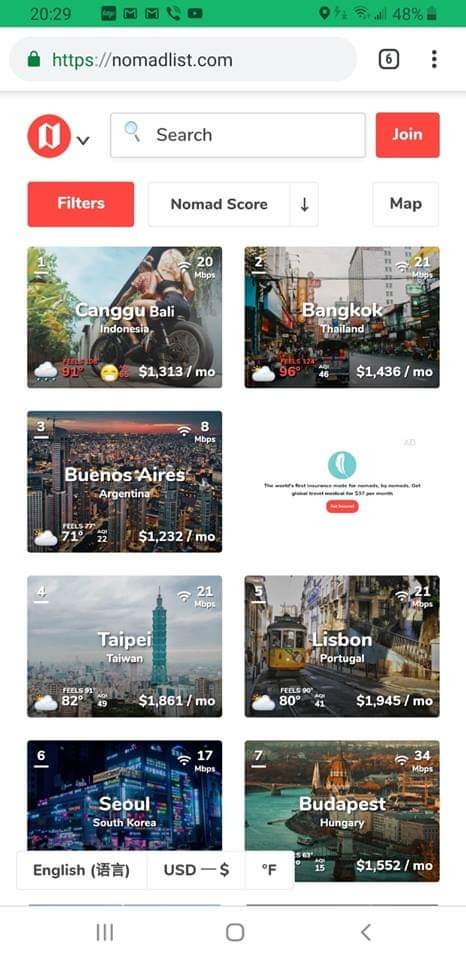 20:29
48%
https://nomadlist.com
6
Search
Join
Filters
Nomad Score ↓
Map
1
20
Mbps
Canggu Bali
Indonesia
91°
$1,313 / mo
2
21
Mbps
Bangkok
Thailand
FEELS 124°
96°
AQI
46
$1,436 / mo
3
8
Mbps
Buenos Aires
Argentina
FEELS 77°
71°
AQI
22
$1,232 / mo
AD
The world's first insurance made for nomads, by nomads. Get
global travel medical for $37 per month
4
21
Mbps
Taipei
Taiwan
FEELS 91°
82°
AQI
49
$1,861 / mo
5
21
Mbps
Lisbon
Portugal
FEELS 90°
80°
AQI
41
$1,945 / mo
6
17
Mbps
Seoul
South Korea
7
34
Mbps
Budapest
Hungary
63°
AQI
15
$1,552 / mo
English (语言)
USD — $
°F